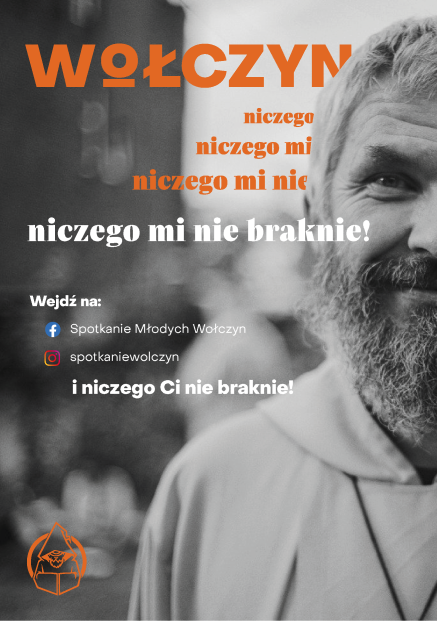 WOŁCZYN
niczego
niczego mi
niczego mi nie
niczego mi nie braknie!
Wejdź na:
Spotkanie Młodych Wołczyn
spotkaniewolczyn
i niczego Ci nie braknie!